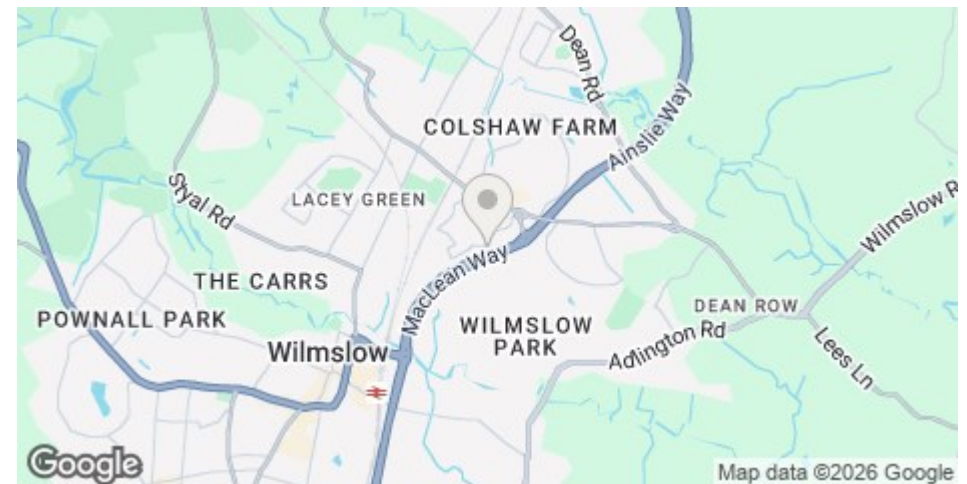 Dean Rd
COLSHAW FARM
Ainslie Way
Styal Rd
LACEY GREEN
Wilmslow R
MacLean Way
THE CARRS
DEAN ROW
POWNALL PARK
WILMSLOW
PARK
Adlington Rd
Wilmslow
Lees Ln
Google
Map data ©2026 Google